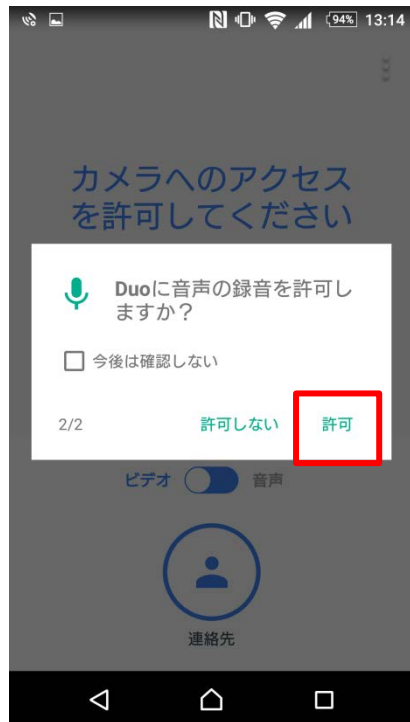 94% 13:14
カメラへのアクセス
を許可してください
Duoに音声の録音を許可し
ますか？
今後は確認しない
2/2 許可しない 許可
ビデオ 音声
連絡先